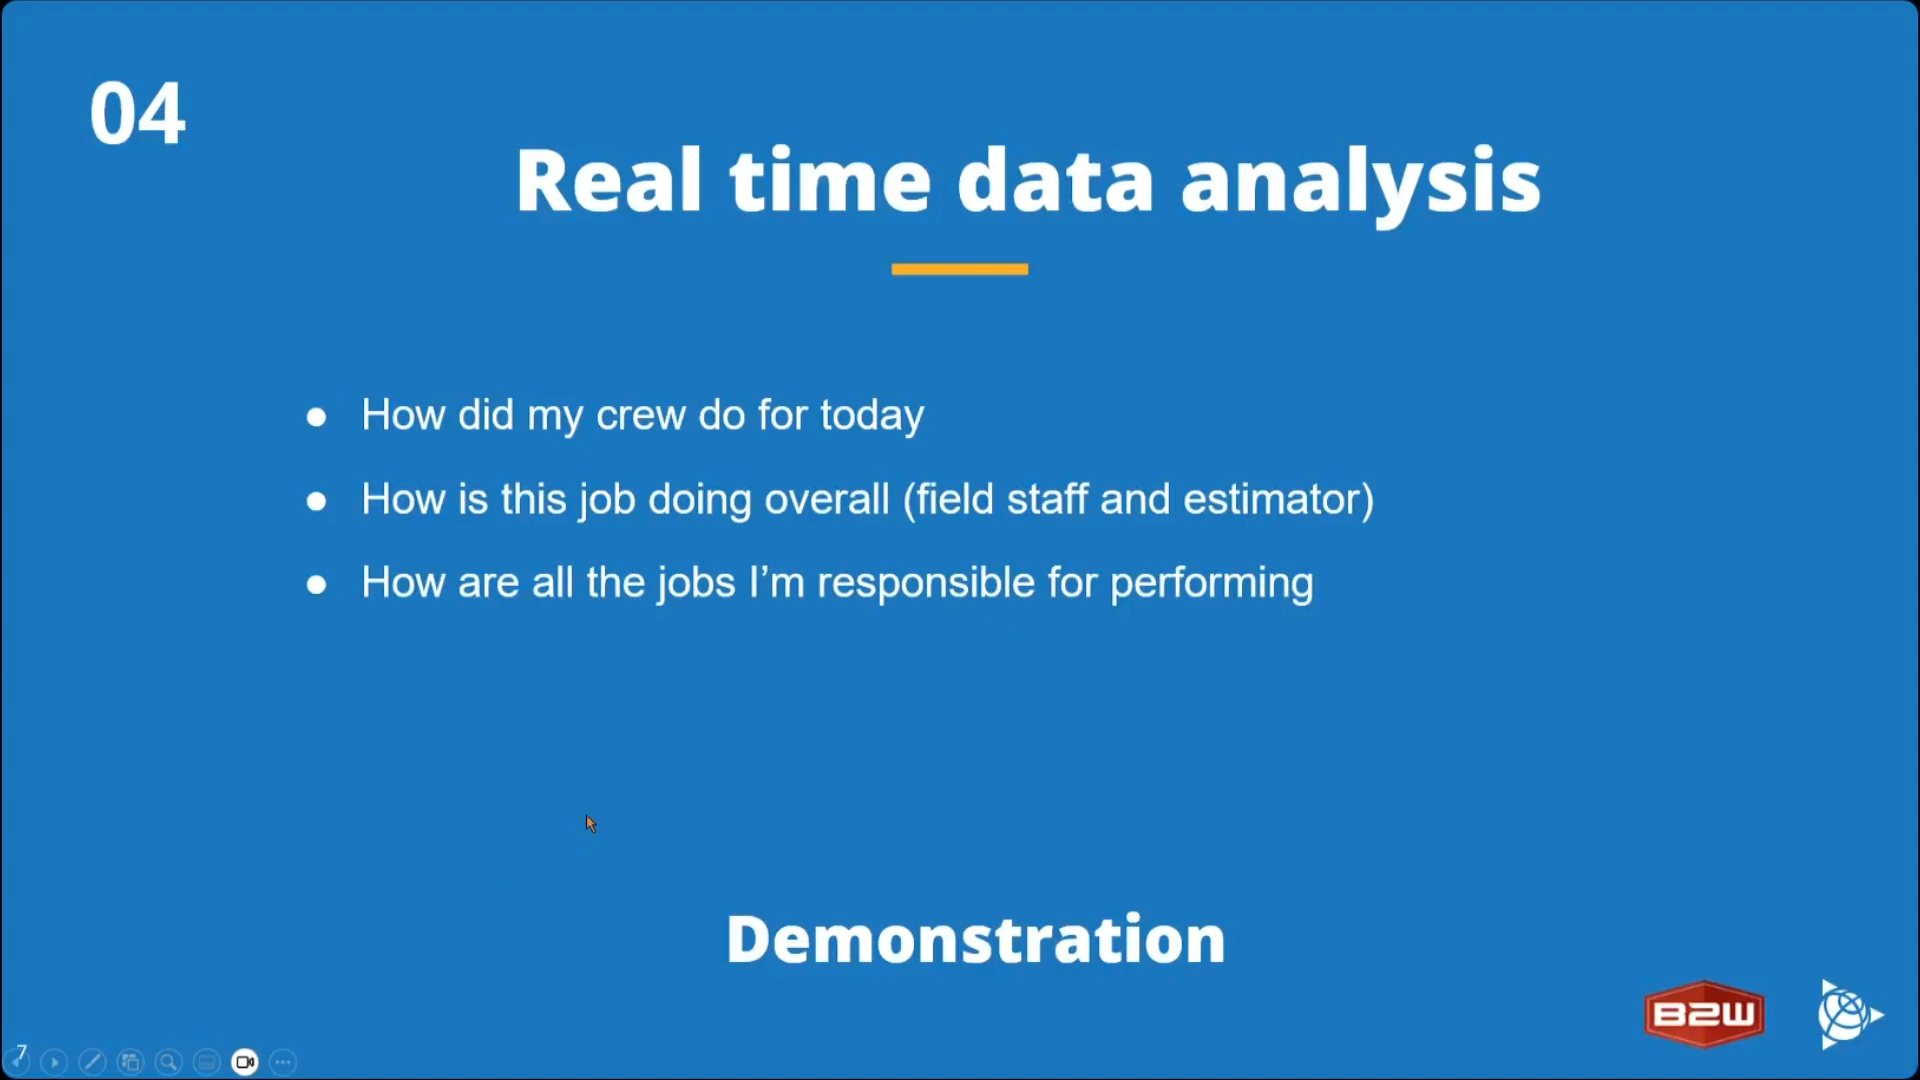 04
Real time data analysis
● How did my crew do for today
● How is this job doing overall (field staff and estimator)
● How are all the jobs I’m responsible for performing
Demonstration
B2W
7